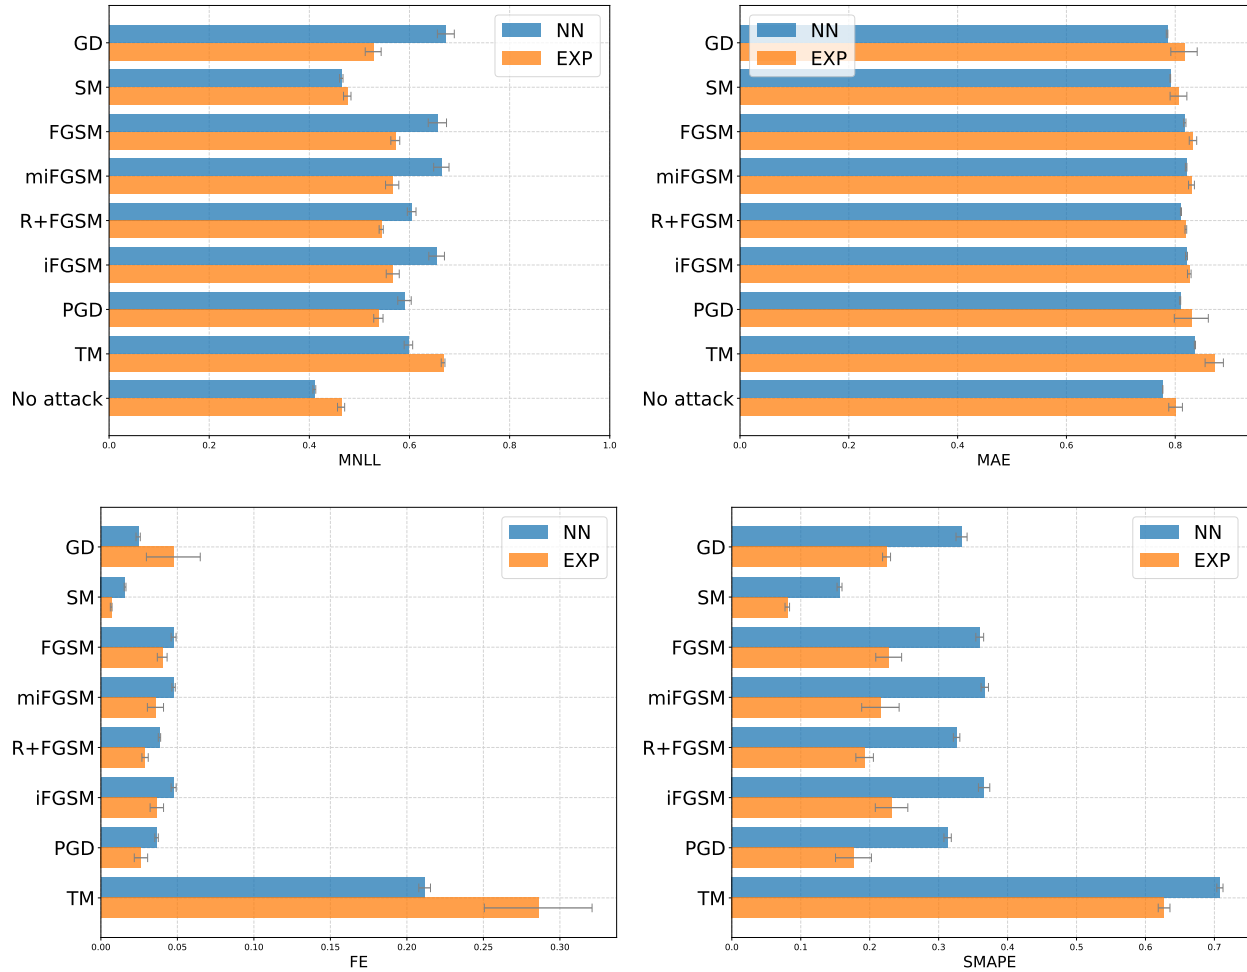 GD
SM
FGSM
miFGSM
R+FGSM
iFGSM
PGD
TM
No attack
NN
EXP
0.0 0.2 0.4 0.6 0.8 1.0
MNLL
GD
SM
FGSM
miFGSM
R+FGSM
iFGSM
PGD
TM
No attack
NN
EXP
0.0 0.2 0.4 0.6 0.8
MAE
GD
SM
FGSM
miFGSM
R+FGSM
iFGSM
PGD
TM
NN
EXP
0.00 0.05 0.10 0.15 0.20 0.25 0.30
FE
GD
SM
FGSM
miFGSM
R+FGSM
iFGSM
PGD
TM
NN
EXP
0.0 0.1 0.2 0.3 0.4 0.5 0.6 0.7
SMAPE